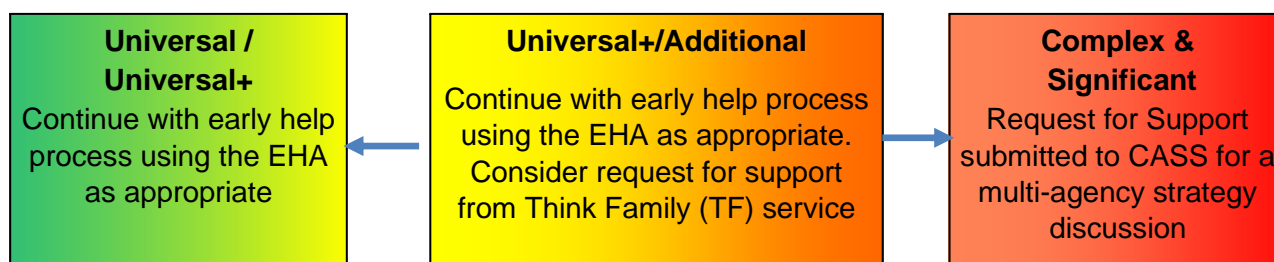 Universal /
Universal+
Continue with early help
process using the EHA
as appropriate
Universal+/Additional
Continue with early help process
using the EHA as appropriate.
Consider request for support
from Think Family (TF) service
Complex &
Significant
Request for Support
submitted to CASS for a
multi-agency strategy
discussion